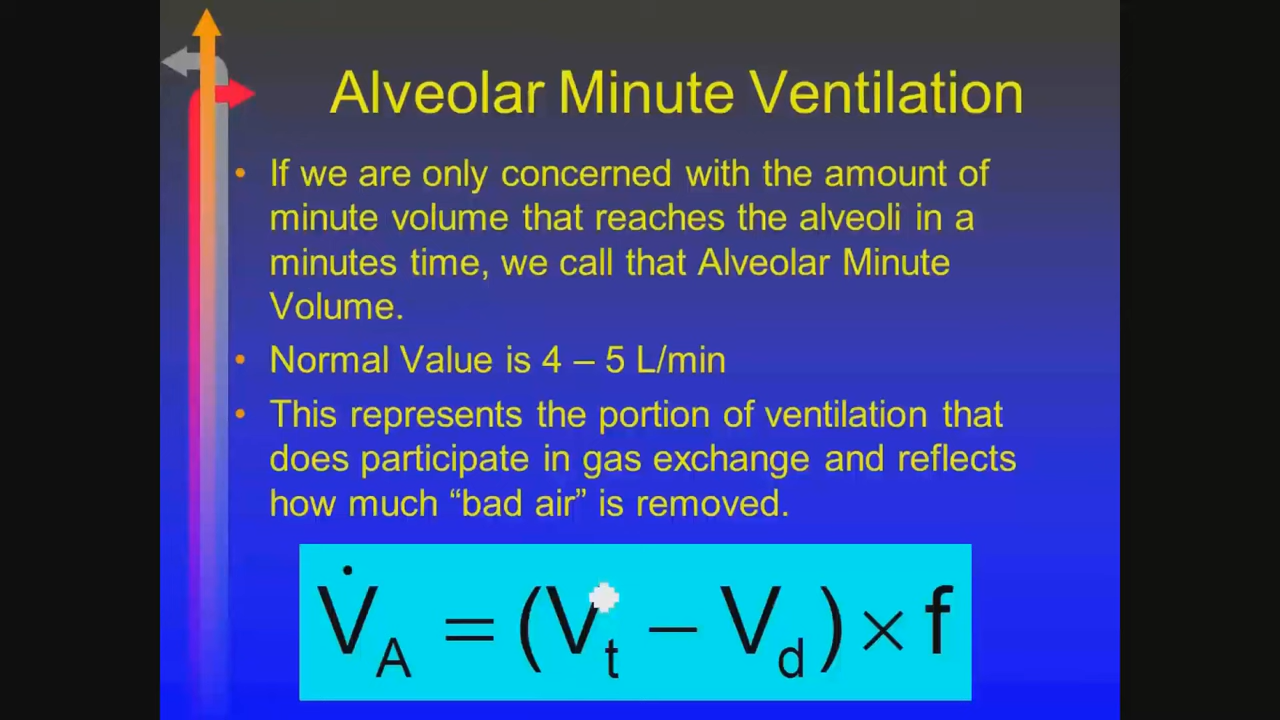 Alveolar Minute Ventilation
• If we are only concerned with the amount of
minute volume that reaches the alveoli in a
minutes time, we call that Alveolar Minute
Volume.
• Normal Value is 4 – 5 L/min
• This represents the portion of ventilation that
does participate in gas exchange and reflects
how much “bad air” is removed.
V̇A = (Vt − Vd) × f